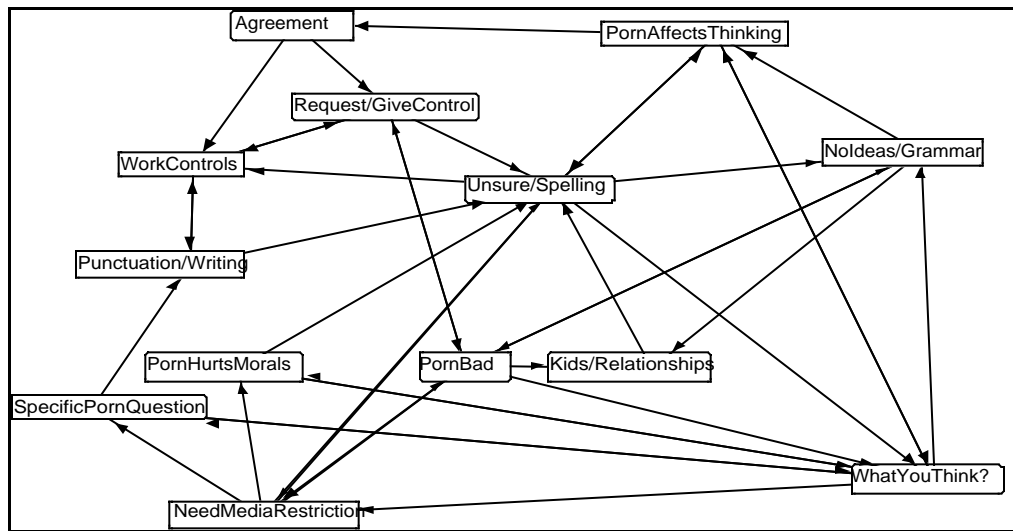 Agreement
PornAffectsThinking
Request/GiveControl
WorkControls
NoIdeas/Grammar
Unsure/Spelling
Punctuation/Writing
PornHurtsMorals
PornBad
Kids/Relationships
SpecificPornQuestion
WhatYouThink?
NeedMediaRestriction